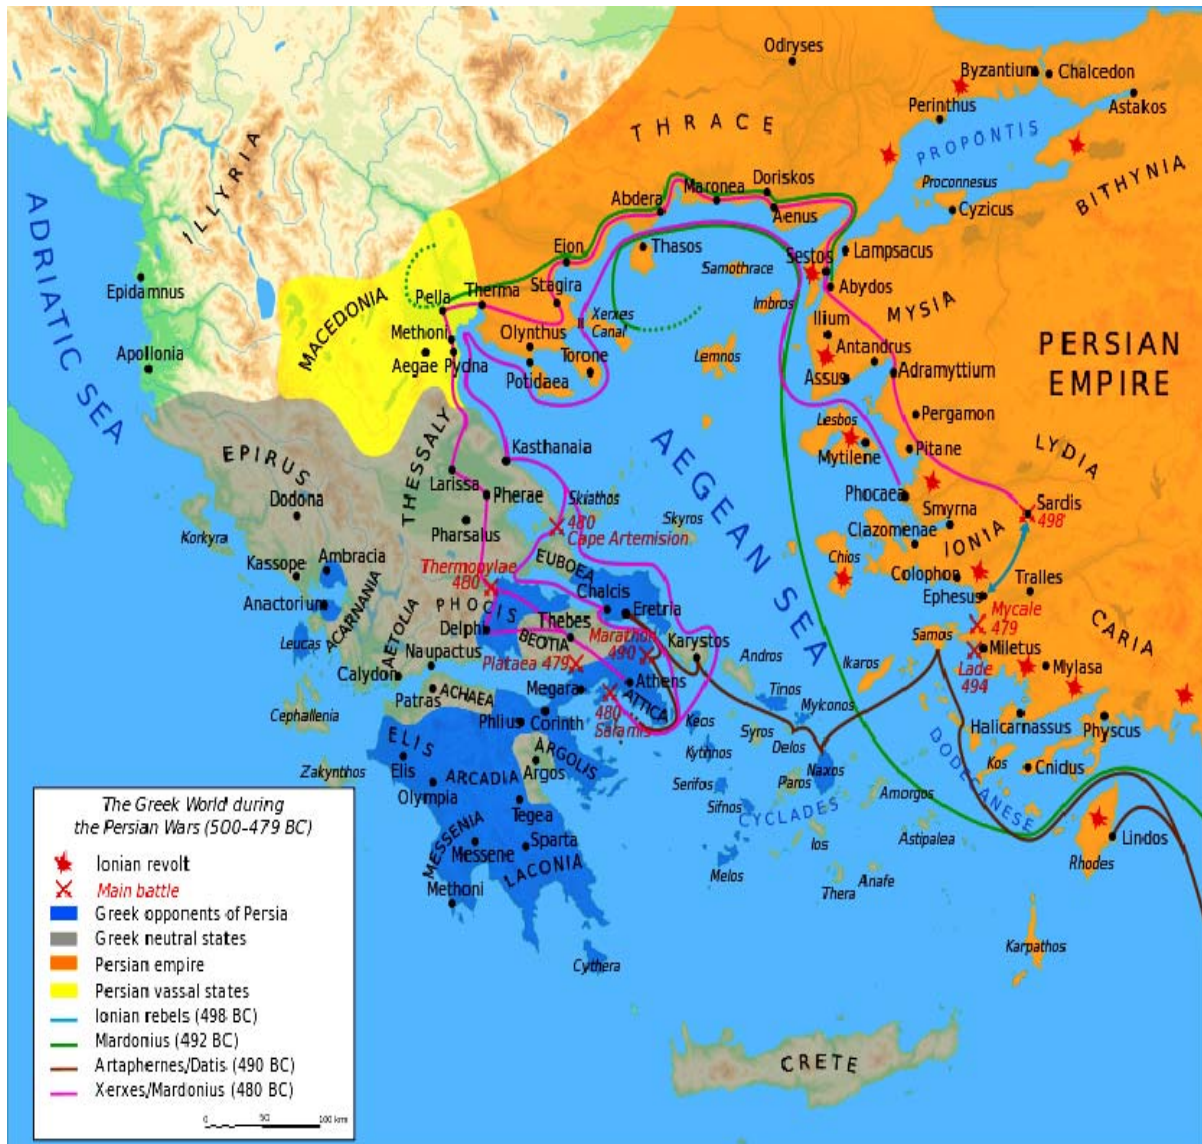 Odryses
Byzantium
Chalcedon
Astakos
Perinthus
THRACE
PROPONTIS
BITHYNIA
Proconnesus
Cyzicus
ILLYRIA
ADRIATIC SEA
Doriskos
Maronea
Abdera
Aenus
Eion
Thasos
Samothrace
Sestos
Lampsacus
Abydos
Epidamnus
Pella
Therma
Stagira
Xerxes
Canal
Imbros
MYSIA
MACEDONIA
Methoni
Olynthus
Ilium
Apollonia
Aegae
Pydna
Torone
Lemnos
Antandrus
PERSIAN
EMPIRE
Potidaea
Assus
Adramyttium
Lesbos
Pergamon
AEGEAN SEA
EPIRUS
THESSALY
Kasthanaia
Mytilene
Pitane
LYDIA
Larissa
Dodona
Pherae
Skiathos
Phocaea
Sardis
498
Smyrna
Korkyra
Pharsalus
480
Cape Artemision
Skyros
Clazomenae
IONIA
Kassope
Ambracia
Thermopylae
480
EUBOEA
Chios
Colophon
Tralles
Anactorium
ACARNANIA
AETOLIA
PHOCIS
Chalcis
Eretria
Ephesus
Mycale
479
Leucas
Delphi
Thebes
BEOTIA
Marathon
490
Karystos
Samos
CARIA
Naupactus
Plataea 479
Andros
Ikaros
Miletus
Lade
494
Mylasa
Calydon
Patras
ACHAEA
Megara
Athens
ATTICA
Tinos
Mykonos
Cephallenia
Phlius
Corinth
480
Salamis
Keos
Syros
Delos
Halicarnassus
Physcus
ELIS
ARGOLIS
Kythnos
DODECANESE
Zakynthos
Elis
Argos
Serifos
Paros
Naxos
Kos
Cnidus
Olympia
ARCADIA
Sifnos
CYCLADES
Amorgos
Tegea
MESSENIA
Messene
Sparta
Ios
Astipalea
Lindos
LACONIA
Melos
Thera
Anafe
Rhodes
Methoni
Cythera
Karpathos
CRETE
The Greek World during
the Persian Wars (500–479 BC)
Ionian revolt
Main battle
Greek opponents of Persia
Greek neutral states
Persian empire
Persian vassal states
Ionian rebels (498 BC)
Mardonius (492 BC)
Artaphernes/Datis (490 BC)
Xerxes/Mardonius (480 BC)
0 50 100 km